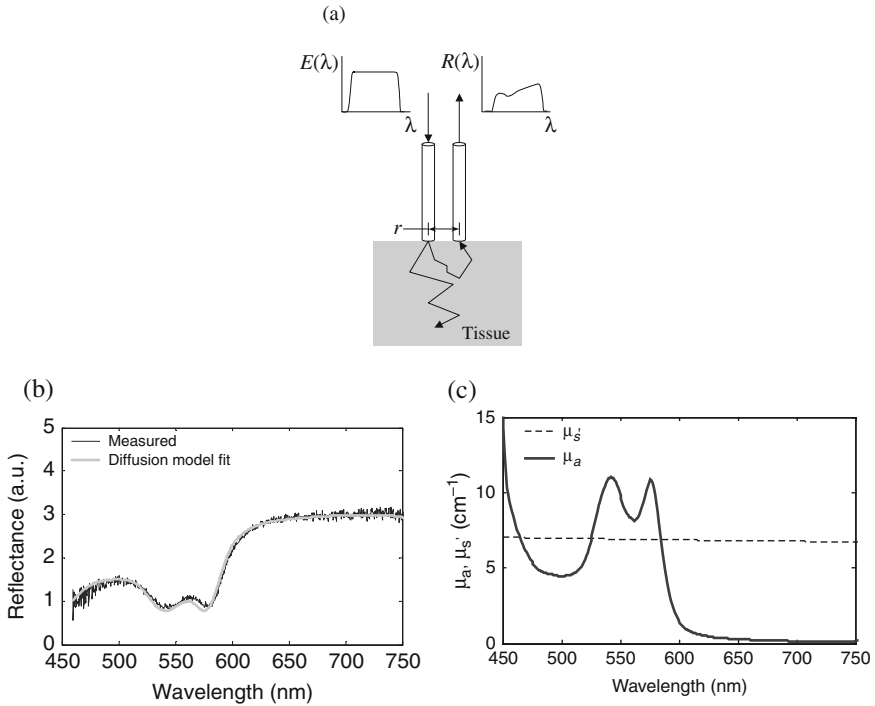 (a)
E(λ)
R(λ)
λ
λ
r
Tissue
(b)
Measured
Diffusion model fit
Reflectance (a.u.)
5
4
3
2
1
0
450 500 550 600 650 700 750
Wavelength (nm)
(c)
μs'
μa
μa, μs' (cm⁻¹)
15
10
5
0
450 500 550 600 650 700 750
Wavelength (nm)